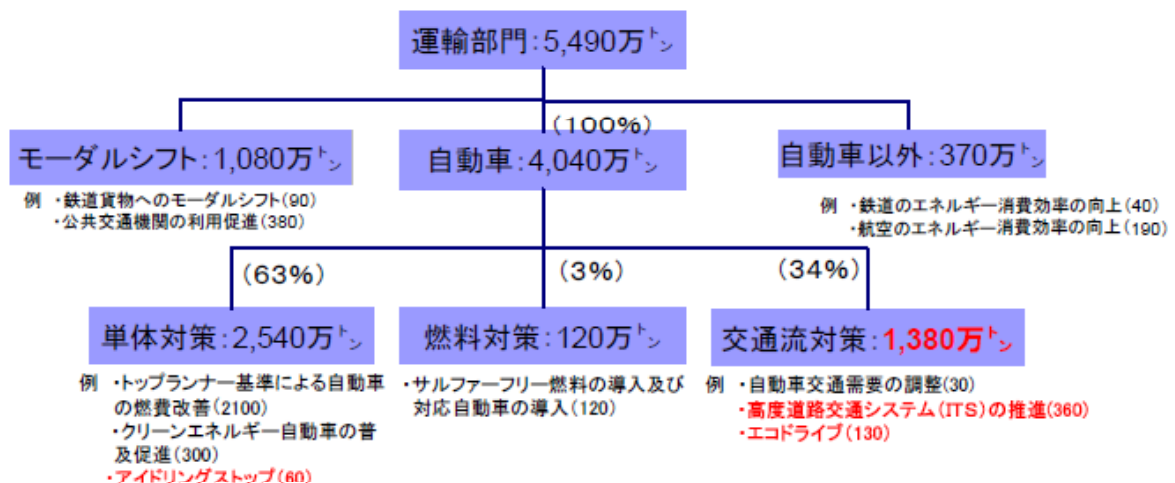 運輸部門:5,490万トン
(100%)
モーダルシフト:1,080万トン
自動車:4,040万トン
自動車以外:370万トン
例 ・鉄道貨物へのモーダルシフト(90)
・公共交通機関の利用促進(380)
例 ・鉄道のエネルギー消費効率の向上(40)
・航空のエネルギー消費効率の向上(190)
(63%)
(3%)
(34%)
単体対策:2,540万トン
燃料対策:120万トン
交通流対策:1,380万トン
例 ・トップランナー基準による自動車
の燃費改善(2100)
・クリーンエネルギー自動車の普
及促進(300)
・アイドリングストップ(60)
・サルファーフリー燃料の導入及び
対応自動車の導入(120)
例 ・自動車交通需要の調整(30)
・高度道路交通システム(ITS)の推進(360)
・エコドライブ(130)